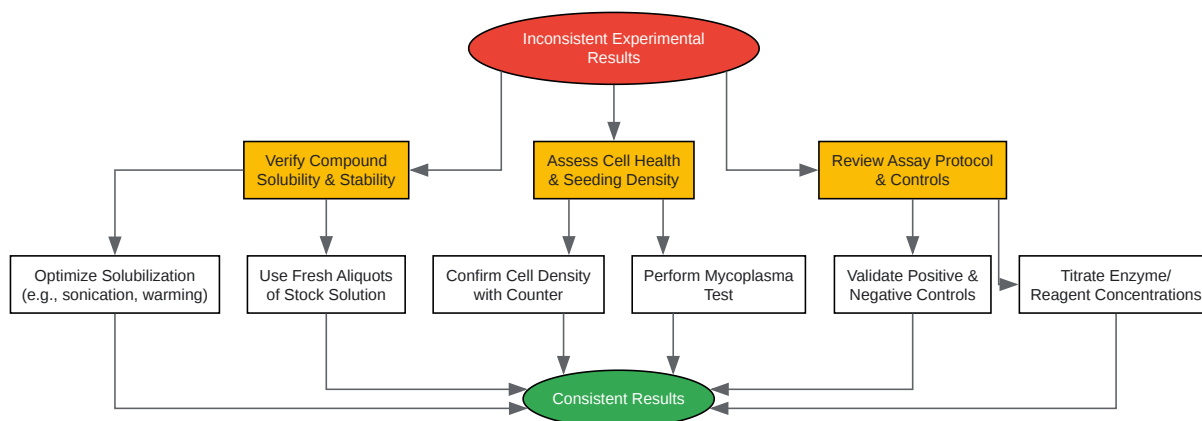 Inconsistent Experimental
Results
Verify Compound
Solubility & Stability
Assess Cell Health
& Seeding Density
Review Assay Protocol
& Controls
Optimize Solubilization
(e.g., sonication, warming)
Use Fresh Aliquots
of Stock Solution
Confirm Cell Density
with Counter
Perform Mycoplasma
Test
Validate Positive &
Negative Controls
Titrate Enzyme/
Reagent Concentrations
Consistent Results